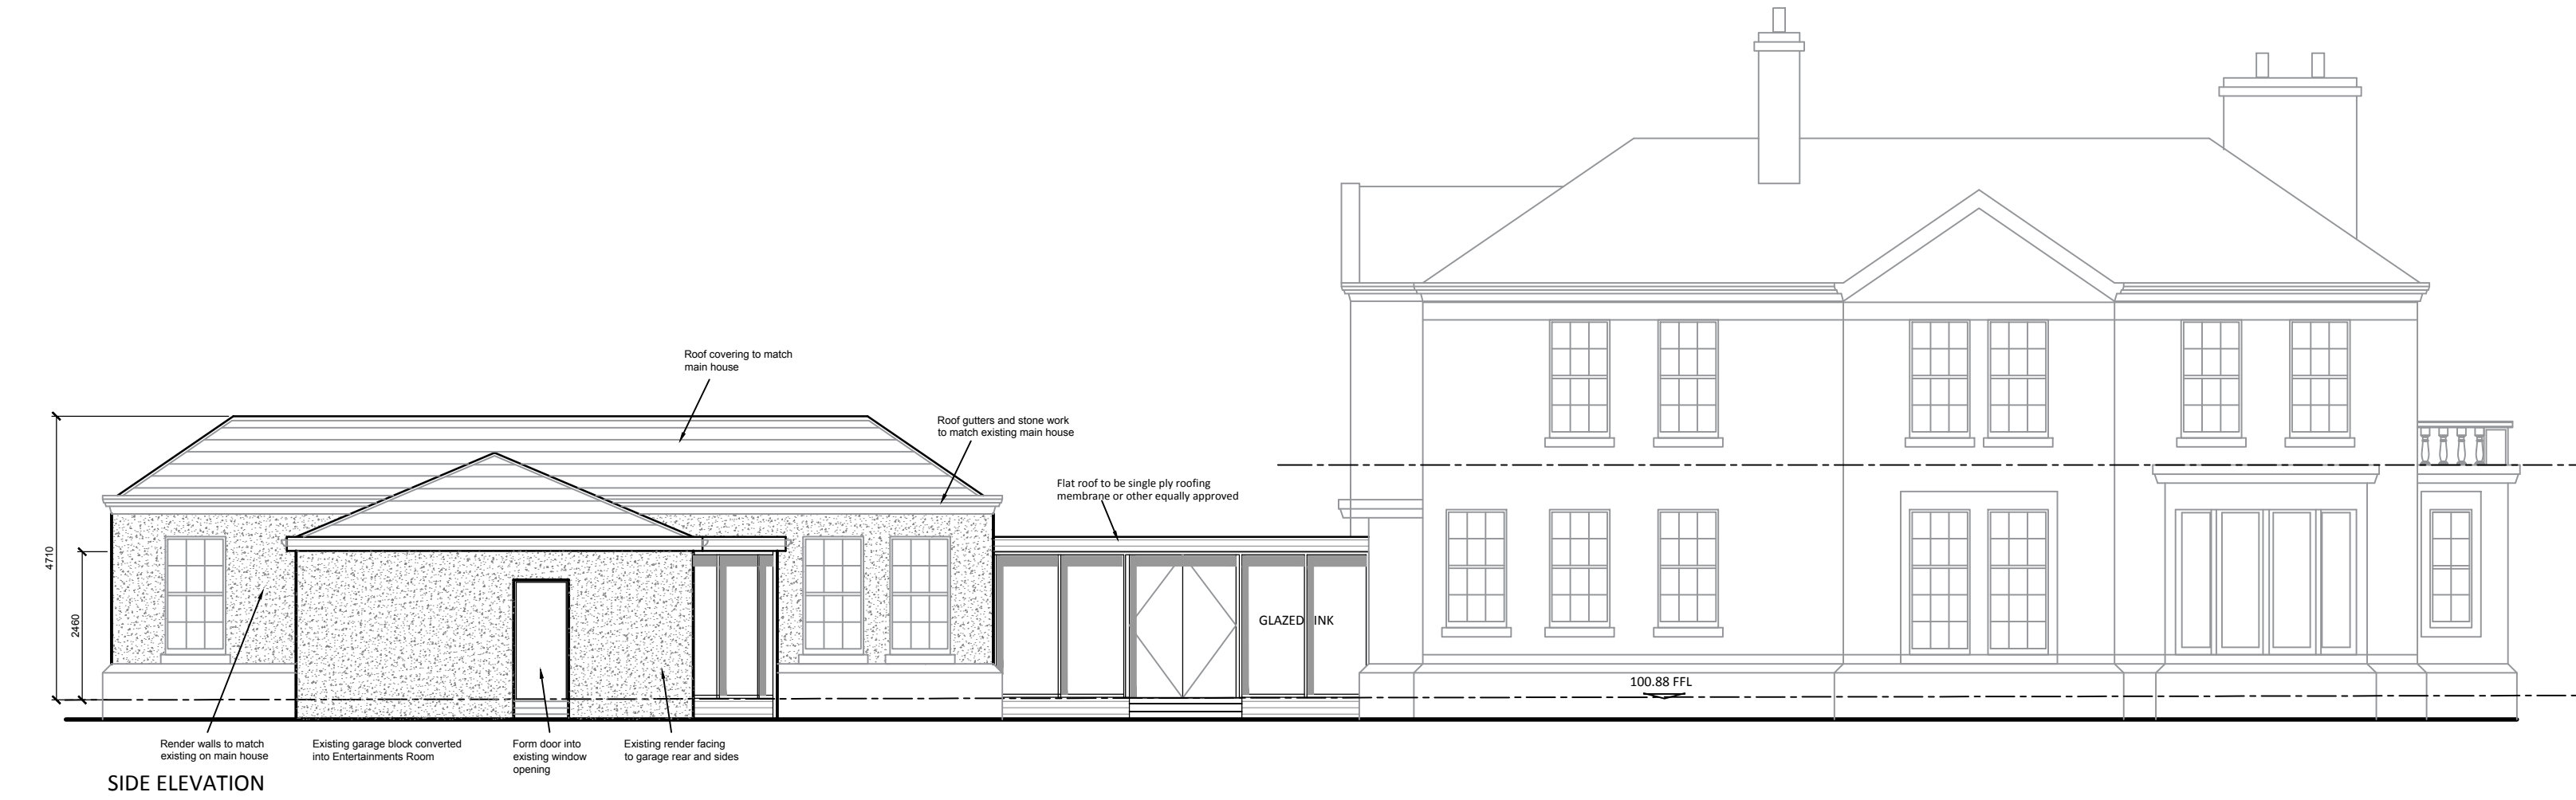 Roof covering to match
main house
Roof gutters and stone work
to match existing main house
Flat roof to be single ply roofing
membrane or other equally approved
4710
2460
GLAZED INK
100.88 FFL
Render walls to match
existing on main house
Existing garage block converted
into Entertainments Room
Form door into
existing window
opening
Existing render facing
to garage rear and sides
SIDE ELEVATION